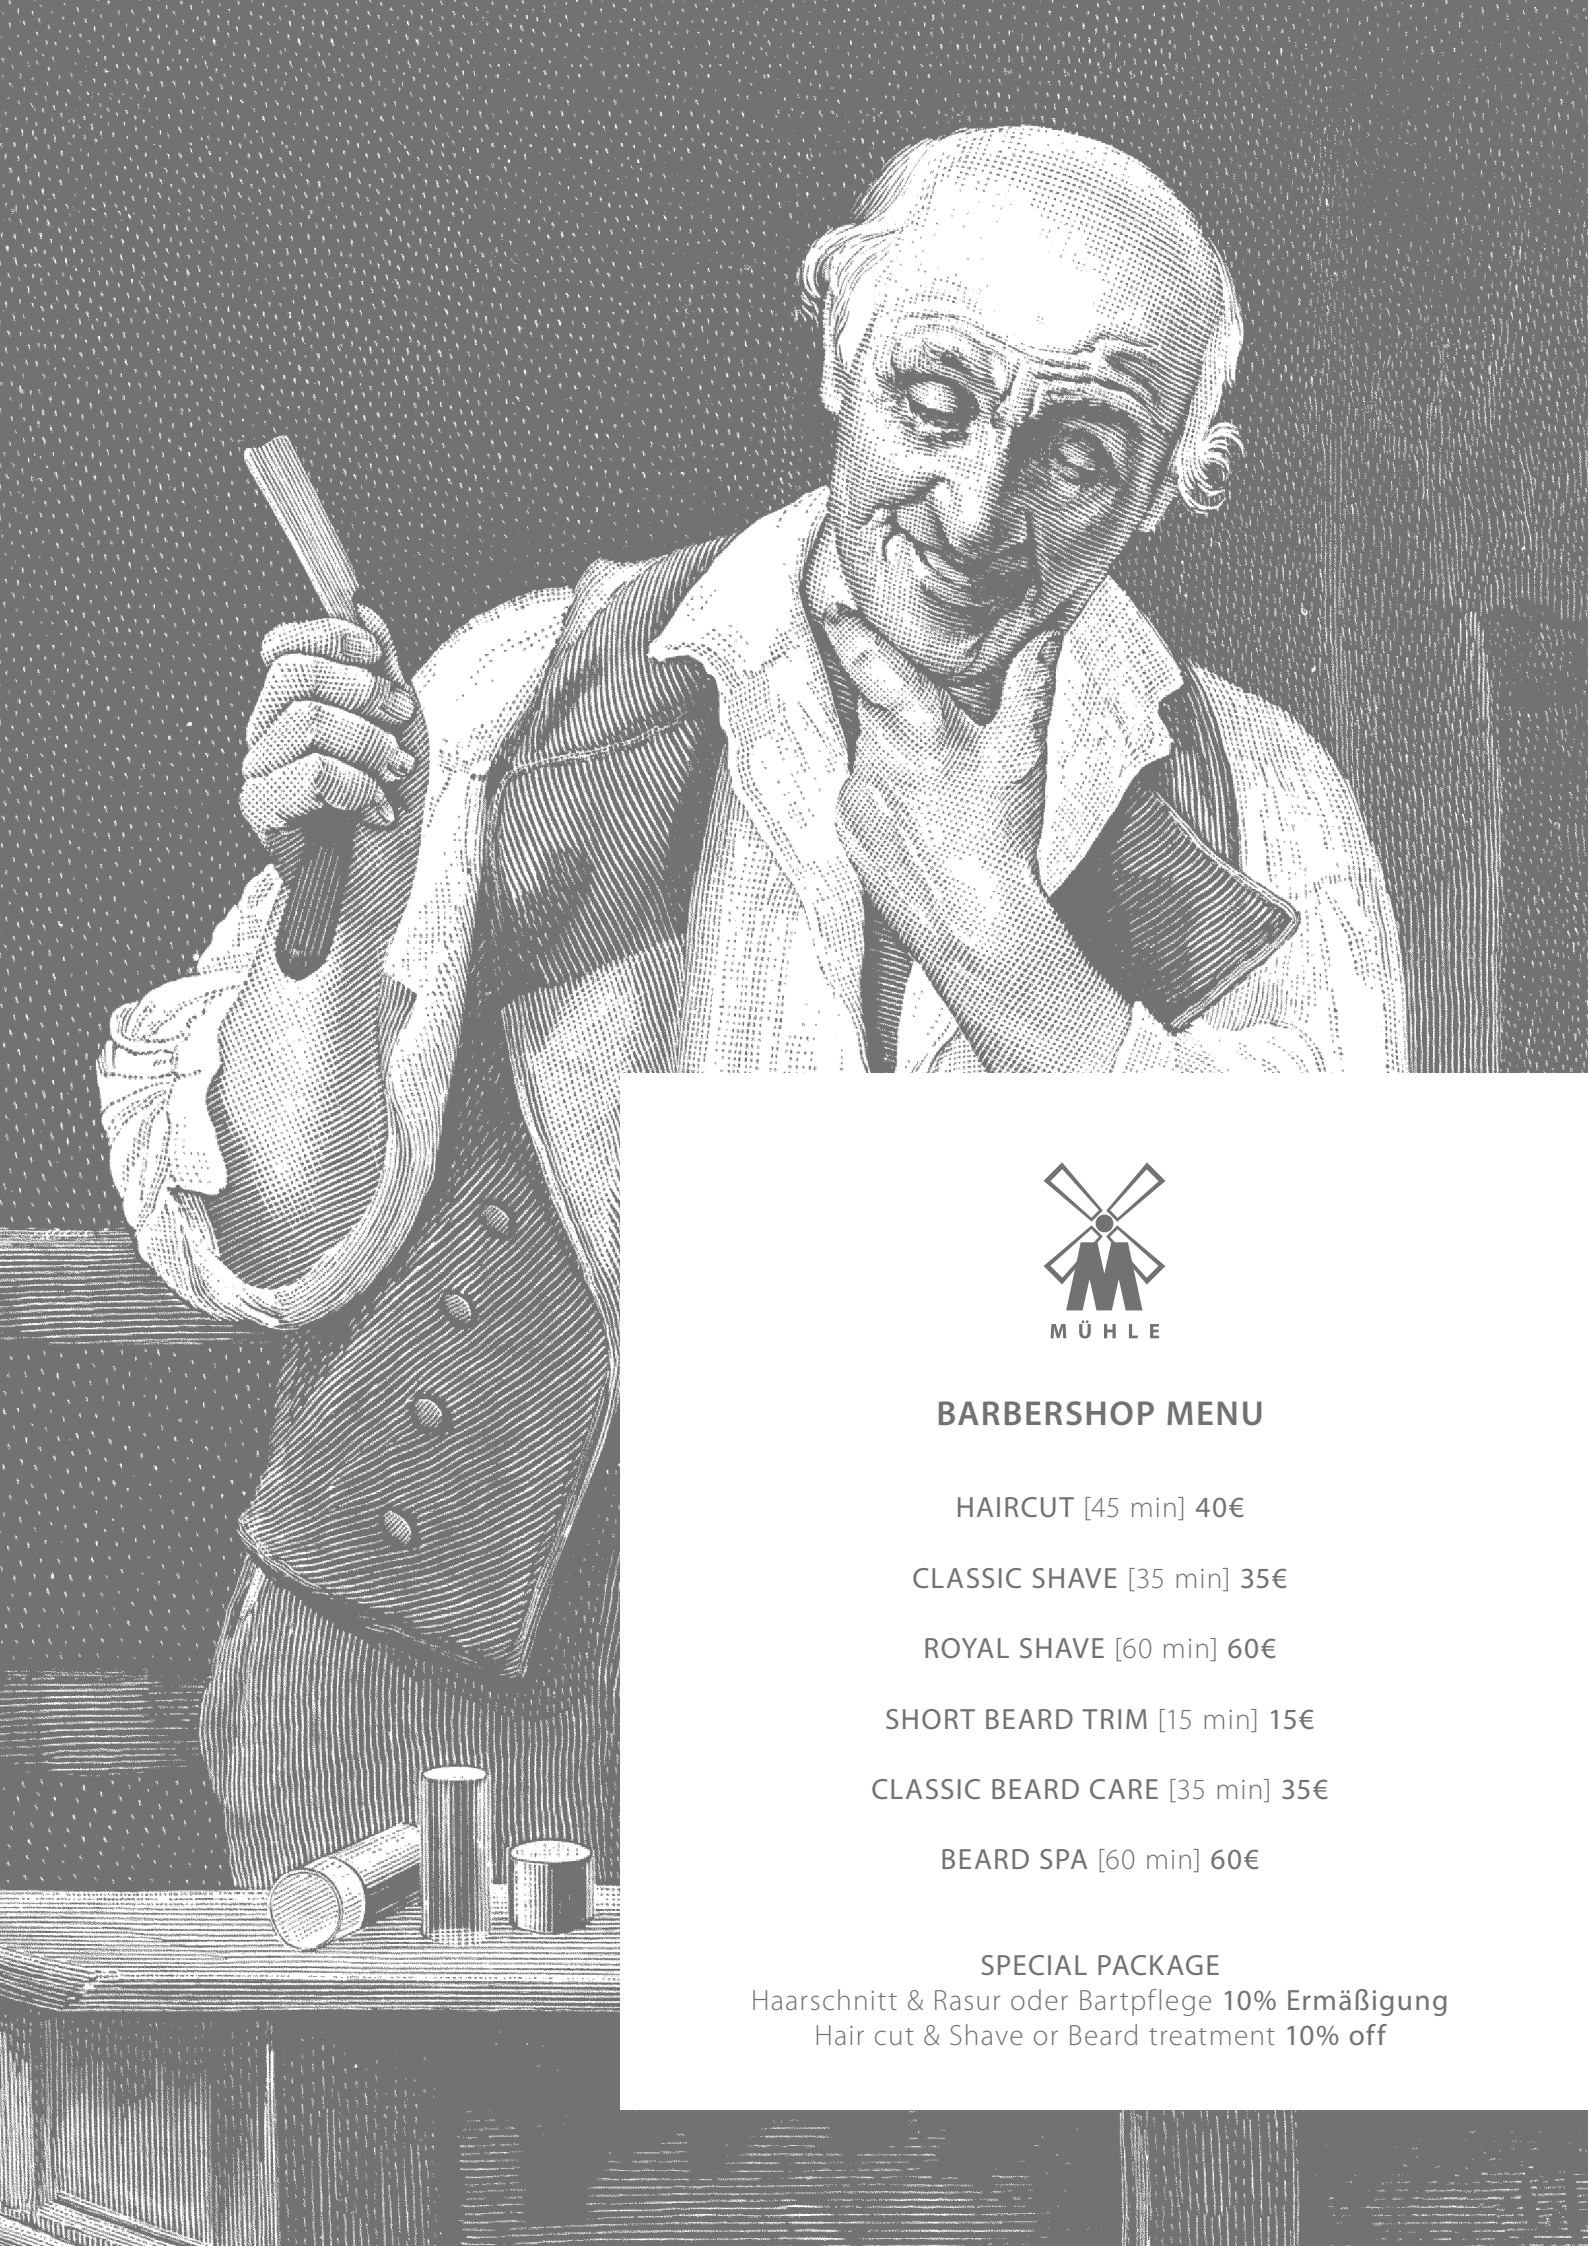 MÜHLE
BARBERSHOP MENU
HAIRCUT [45 min] 40€
CLASSIC SHAVE [35 min] 35€
ROYAL SHAVE [60 min] 60€
SHORT BEARD TRIM [15 min] 15€
CLASSIC BEARD CARE [35 min] 35€
BEARD SPA [60 min] 60€
SPECIAL PACKAGE
Haarschnitt & Rasur oder Bartpflege 10% Ermäßigung
Hair cut & Shave or Beard treatment 10% off